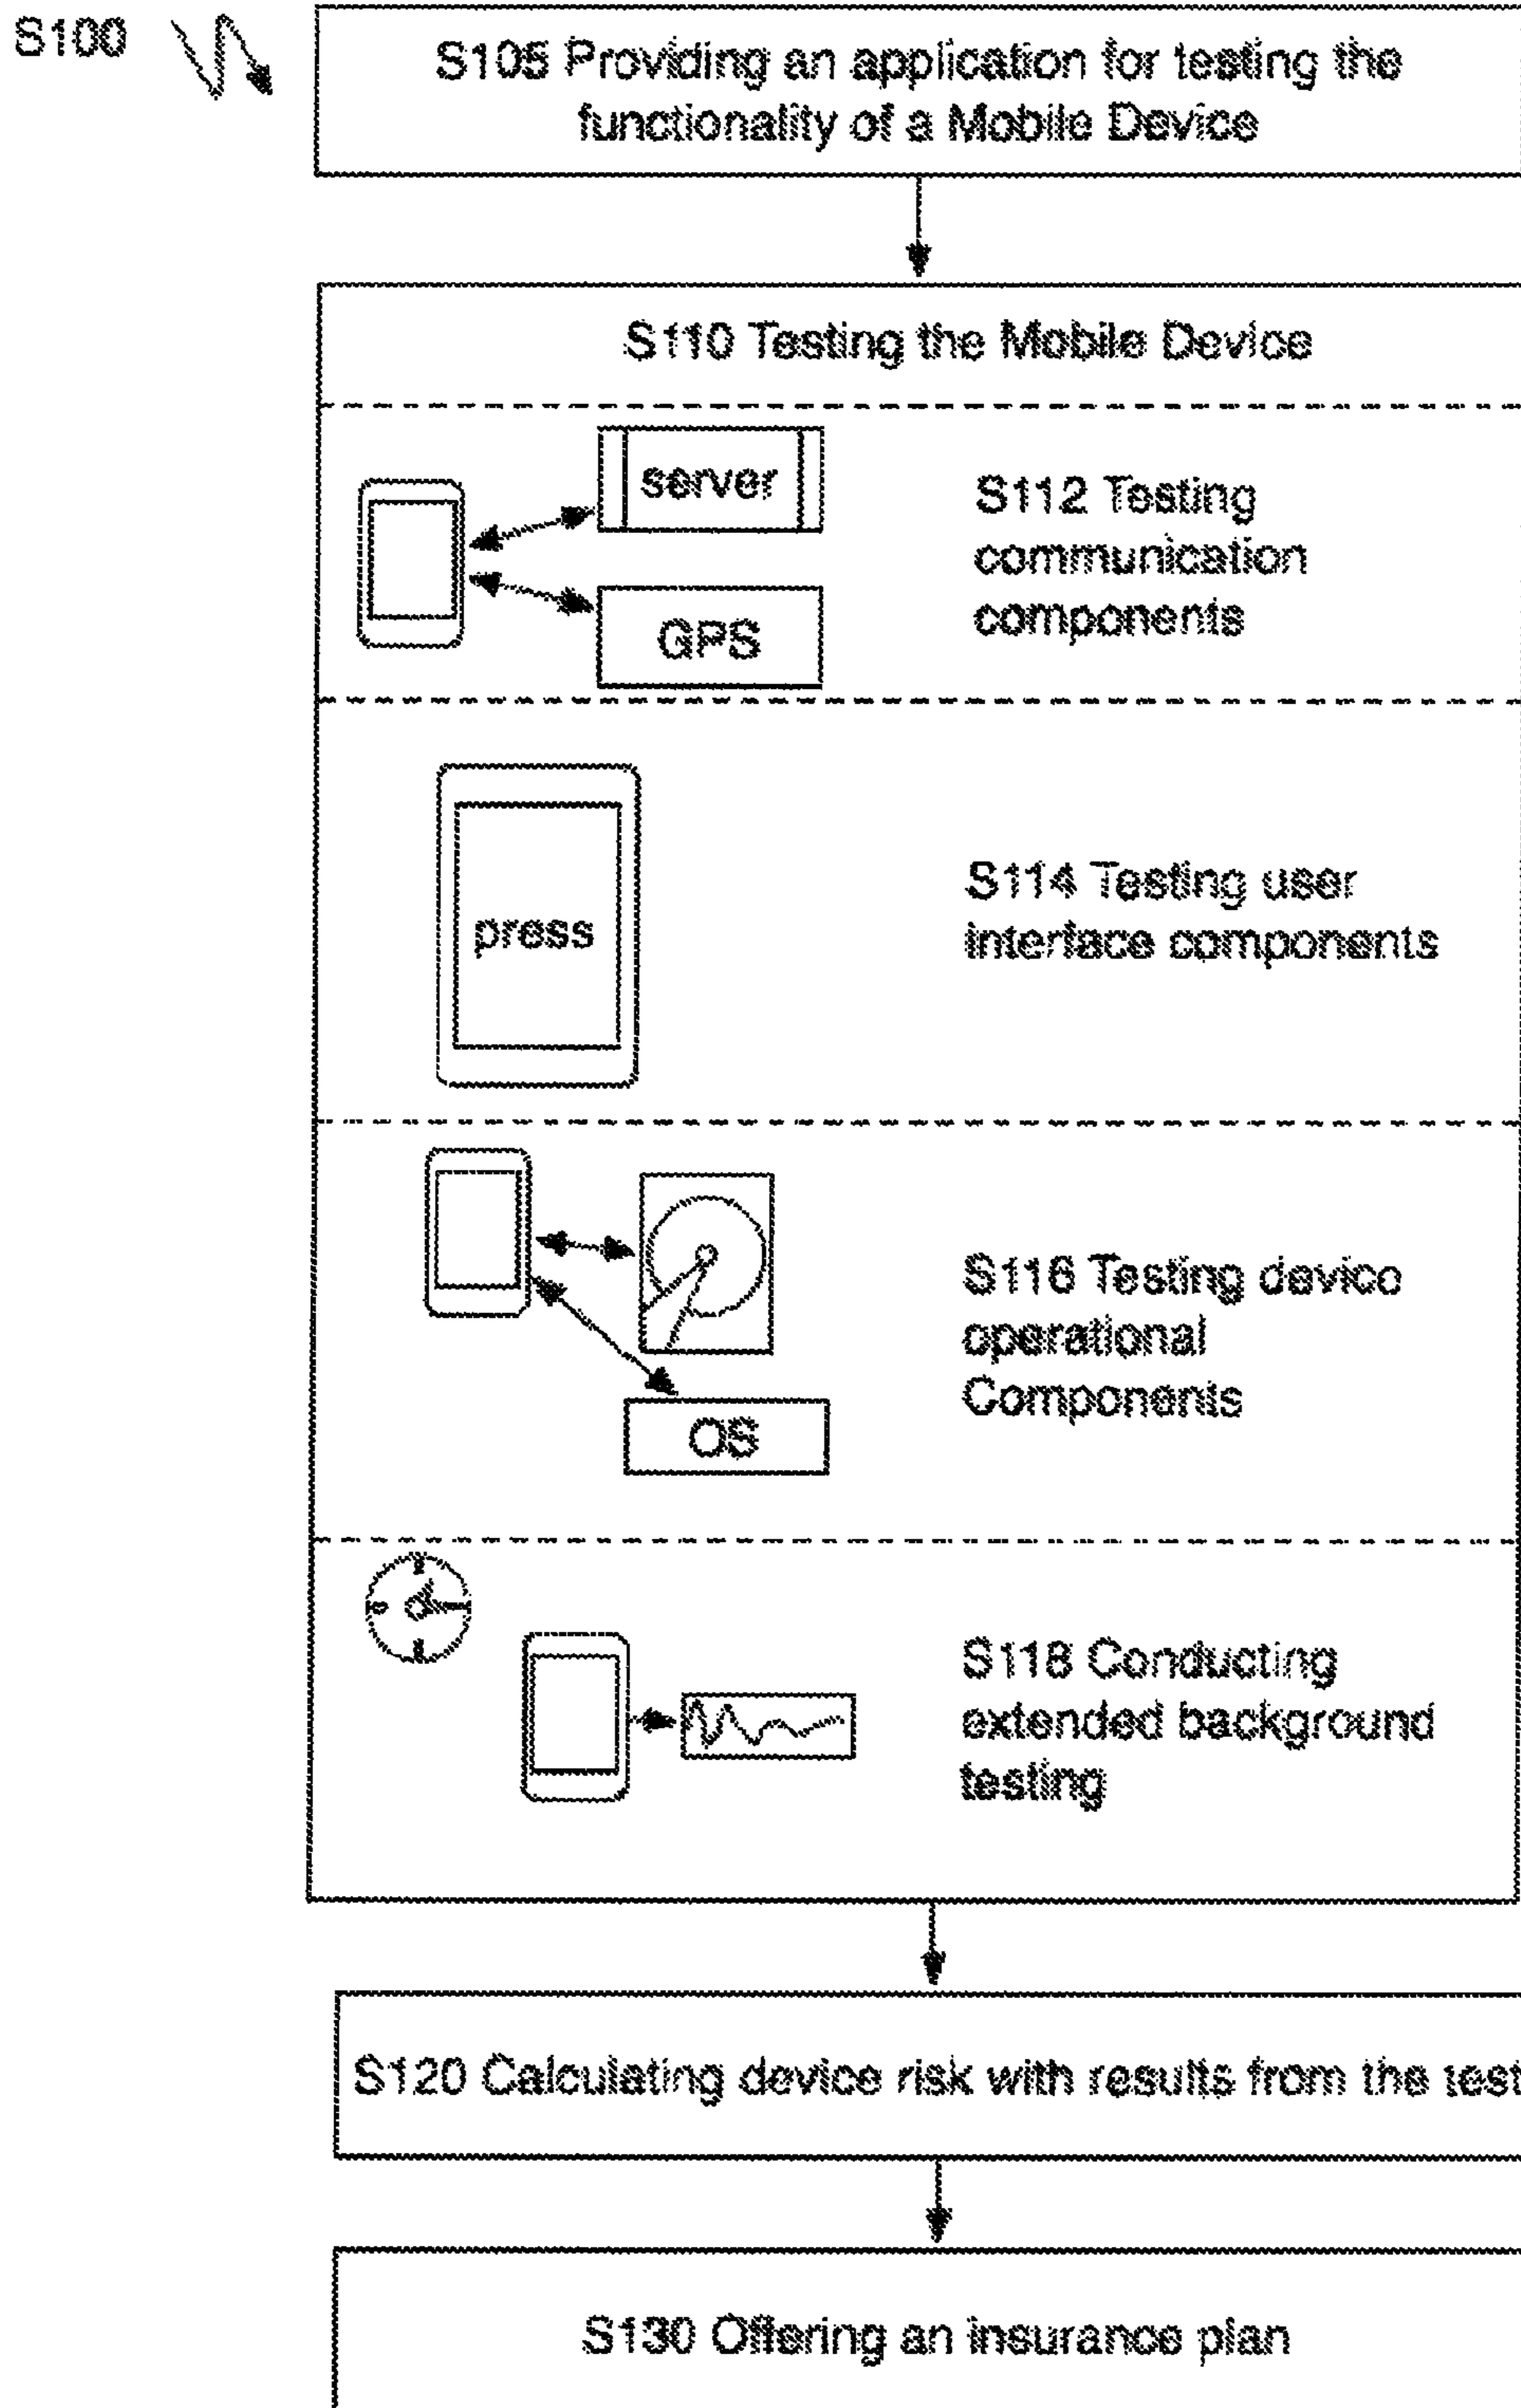 S100
S105 Providing an application for testing the
functionality of a Mobile Device
S110 Testing the Mobile Device
server
GPS
S112 Testing
communication
components
press
S114 Testing user
interface components
OS
S116 Testing device
operational
Components
S118 Conducting
extended background
testing
S120 Calculating device risk with results from the test
S130 Offering an insurance plan